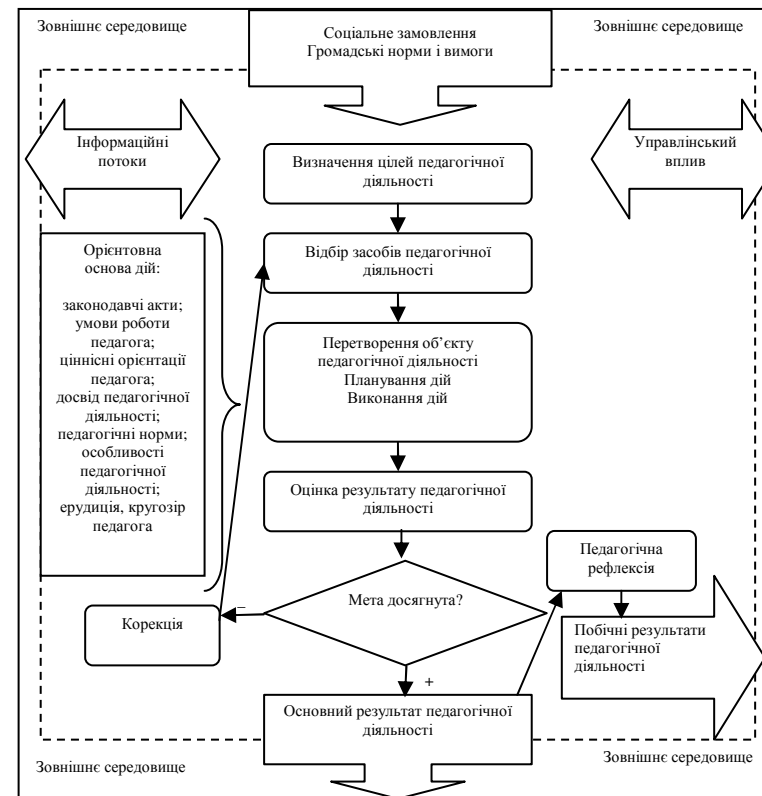 Зовнішнє середовище
Соціальне замовлення
Громадські норми і вимоги
Зовнішнє середовище
Інформаційні
потоки
Управлінський
вплив
Визначення цілей педагогічної
діяльності
Орієнтовна
основа дій:
законодавчі акти;
умови роботи
педагога;
ціннісні орієнтації
педагога;
досвід педагогічної
діяльності;
педагогічні норми;
особливості
педагогічної
діяльності;
ерудиція, кругозір
педагога
Відбір засобів педагогічної
діяльності
Перетворення об’єкту
педагогічної діяльності
Планування дій
Виконання дій
Оцінка результату педагогічної
діяльності
Мета досягнута?
–
Корекція
+
Педагогічна
рефлексія
Побічні результати
педагогічної
діяльності
Основний результат педагогічної
діяльності
Зовнішнє середовище
Зовнішнє середовище